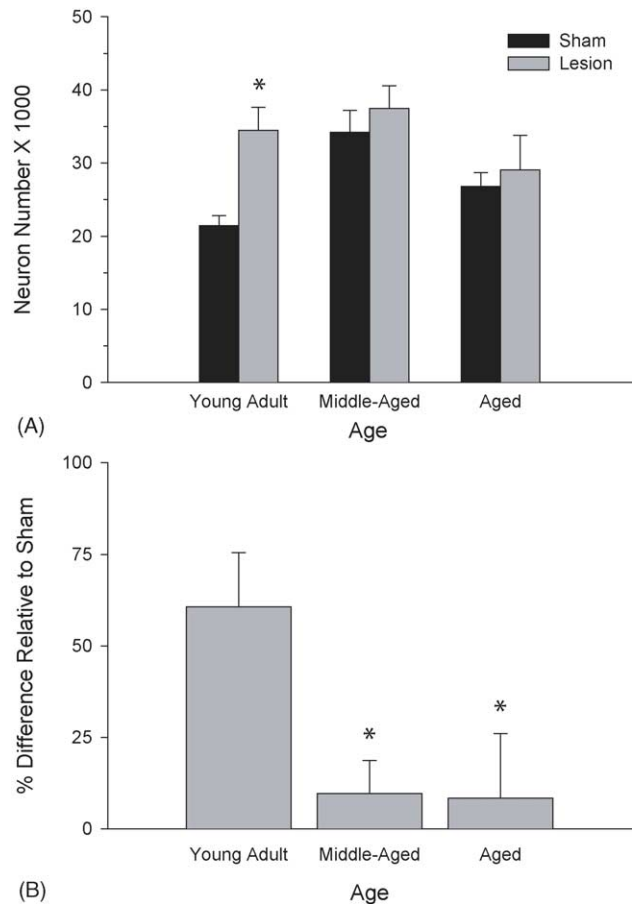 50
40
30
20
10
0
Neuron Number X 1000
Sham
Lesion
*
Young Adult Middle-Aged Aged
(A)
Age
100
75
50
25
0
% Difference Relative to Sham
*
*
Young Adult Middle-Aged Aged
(B)
Age